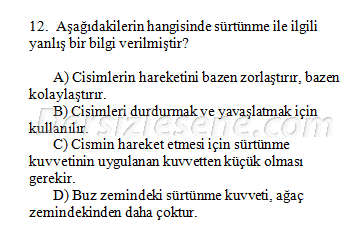 12. Aşağıdakilerin hangisinde sürtünme ile ilgili
yanlış bir bilgi verilmiştir?
A) Cisimlerin hareketini bazen zorlaştırır, bazen
kolaylaştırır.
B) Cisimleri durdurmak ve yavaşlatmak için
kullanılır.
C) Cismin hareket etmesi için sürtünme
kuvvetinin uygulanan kuvvetten küçük olması
gerekir.
D) Buz zemindeki sürtünme kuvveti, ağaç
zemindekinden daha çoktur.